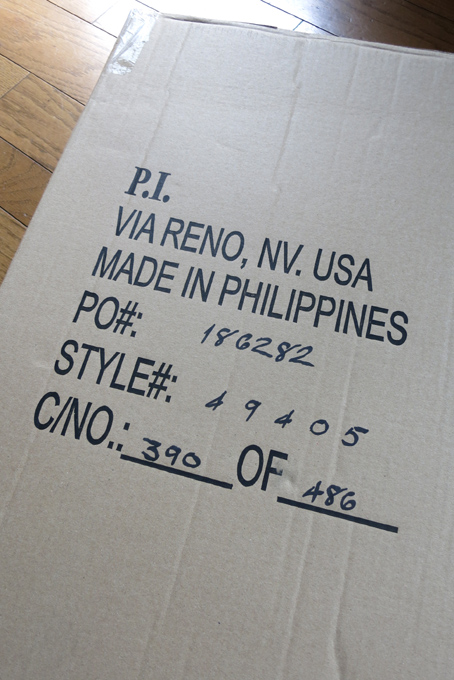 P.I.
VIA RENO, NV. USA
MADE IN PHILIPPINES
PO#: 186282
STYLE#: 49405
C/NO.: 390 OF 486